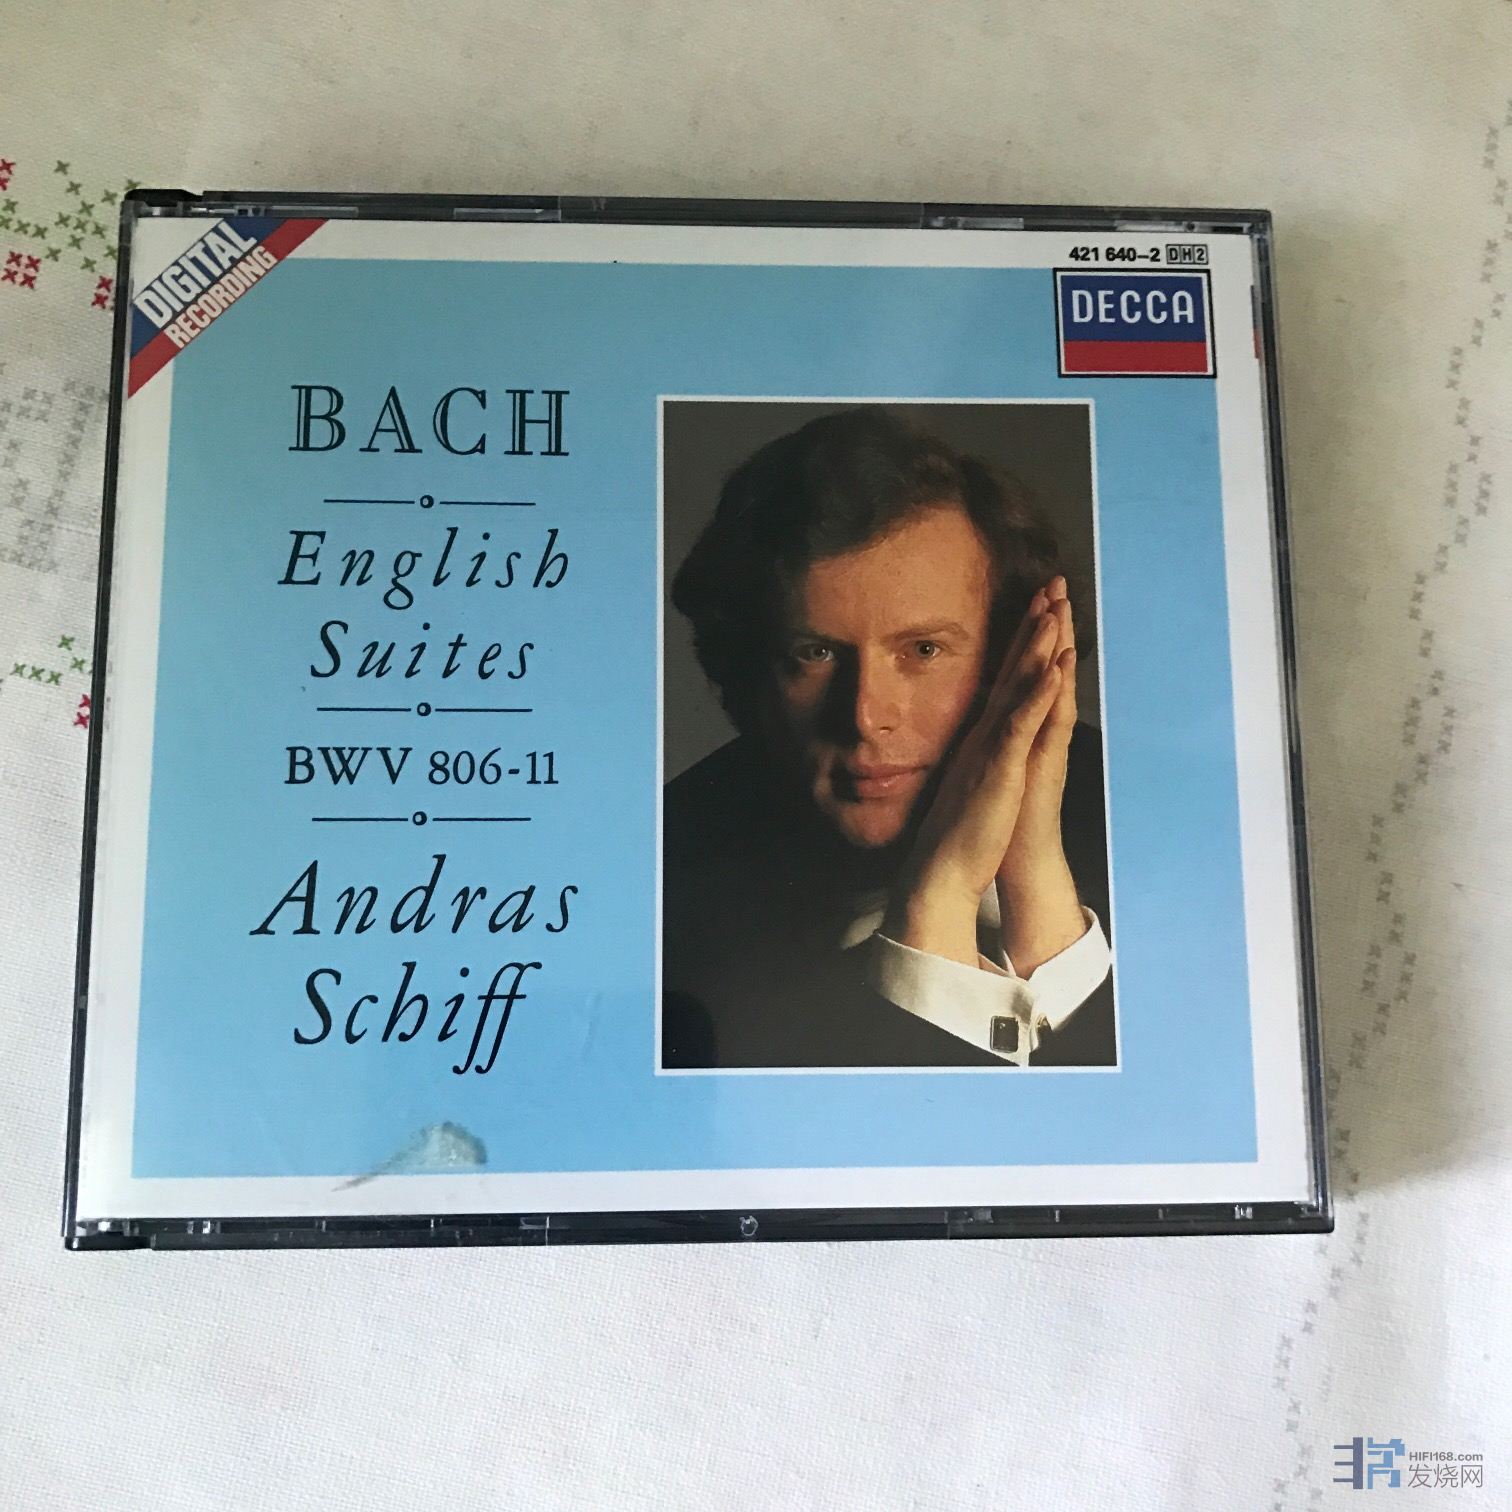 DIGITAL
RECORDING
421 640-2 DH2
DECCA
BACH
English
Suites
BWV 806-11
Andras
Schiff
HIFI168.com
发烧网